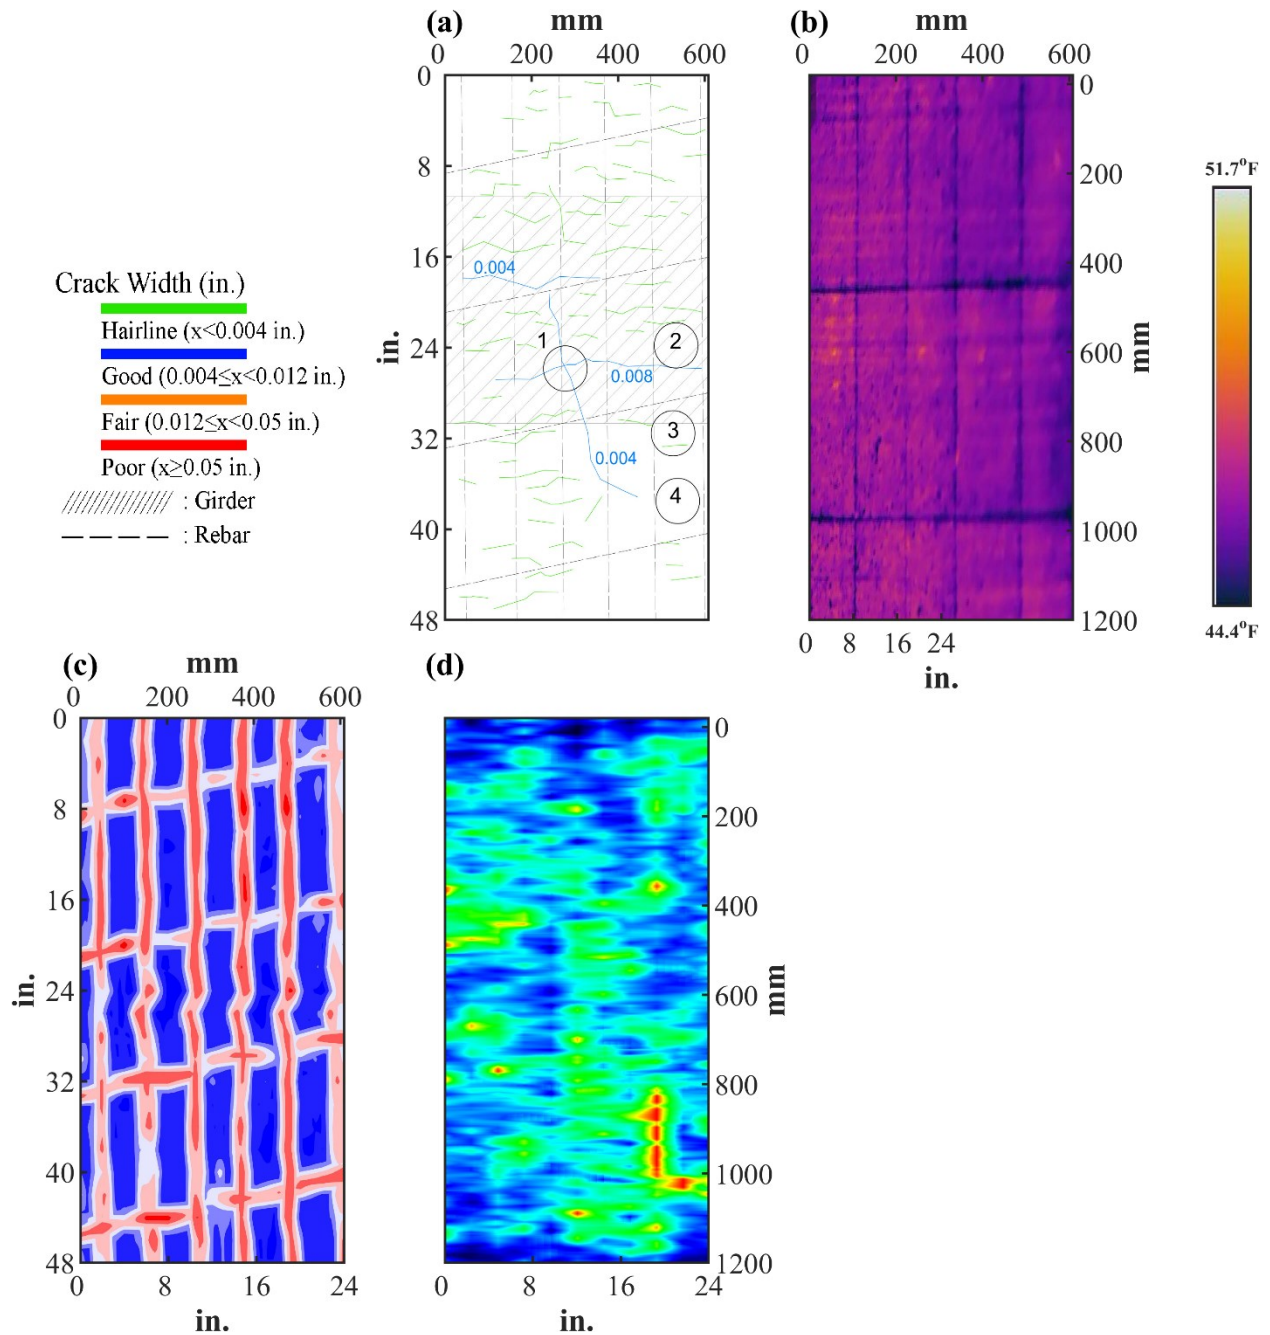 (a)
mm
0 200 400 600
0
8
16
24
32
40
48
in.
0.004
1
2
0.008
3
0.004
4
Crack Width (in.)
Hairline (x<0.004 in.)
Good (0.004≤x<0.012 in.)
Fair (0.012≤x<0.05 in.)
Poor (x≥0.05 in.)
: Girder
: Rebar
(b)
mm
0 200 400 600
0
200
400
600
800
1000
1200
mm
0 8 16 24
in.
51.7°F
44.4°F
(c)
mm
0 200 400 600
0
8
16
24
32
40
48
in.
0 8 16 24
in.
(d)
0
200
400
600
800
1000
1200
mm
0 8 16 24
in.